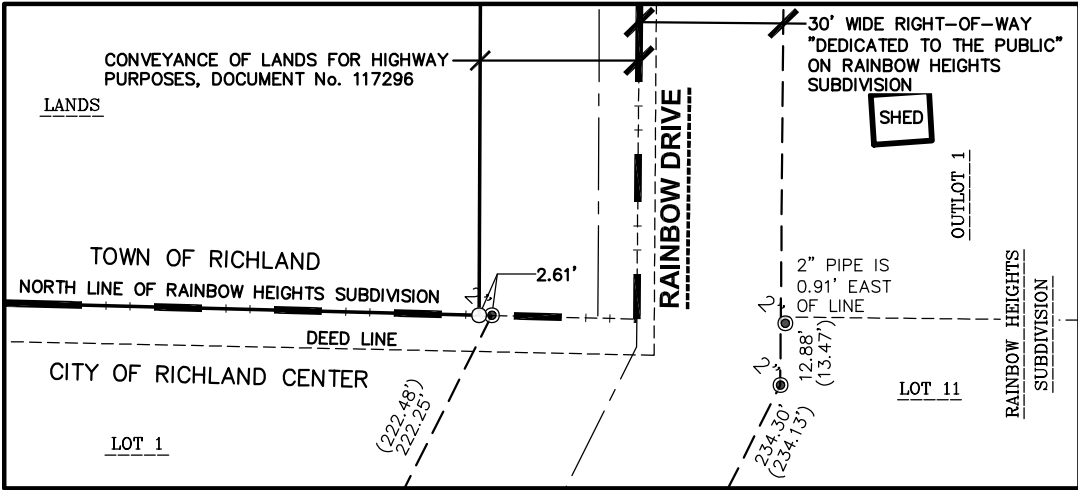 CONVEYANCE OF LANDS FOR HIGHWAY
PURPOSES, DOCUMENT No. 117296
LANDS
30' WIDE RIGHT-OF-WAY
"DEDICATED TO THE PUBLIC"
ON RAINBOW HEIGHTS
SUBDIVISION
SHED
RAINBOW DRIVE
OUTLOT 1
TOWN OF RICHLAND
NORTH LINE OF RAINBOW HEIGHTS SUBDIVISION
2"
2.61'
2" PIPE IS
0.91' EAST
OF LINE
2"
12.88'
(13.47')
2"
RAINBOW HEIGHTS
SUBDIVISION
DEED LINE
CITY OF RICHLAND CENTER
LOT 1
(222.48')
222.25'
234.30'
(234.13')
LOT 11